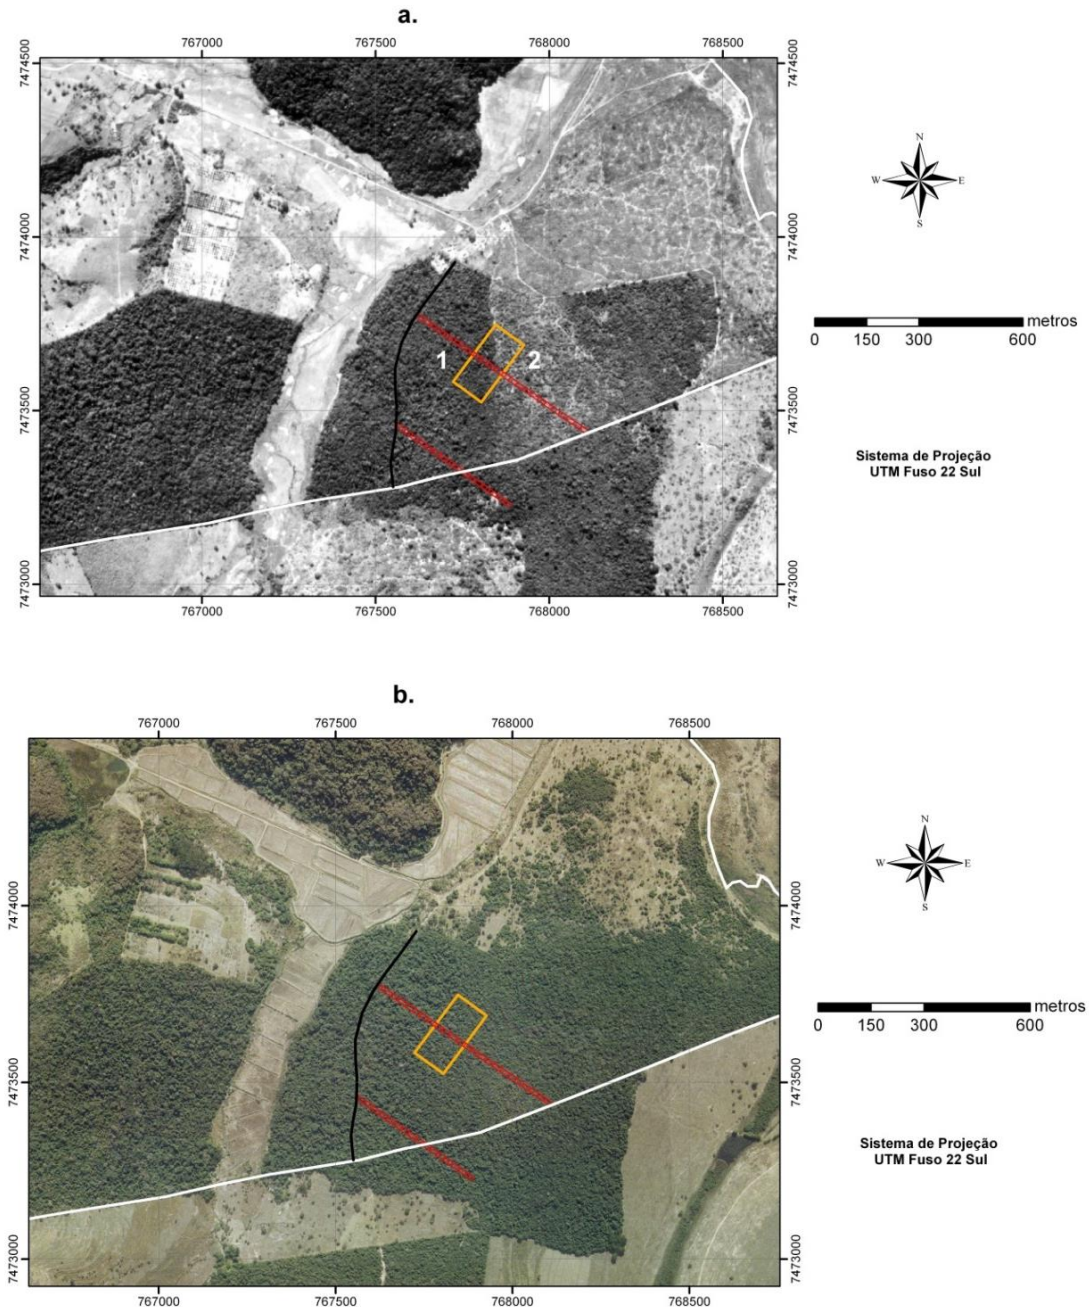 a.
767000 767500 768000 768500
7474500 7474500
N
W E
S
7474000 7474000
metros
0 150 300 600
1 2
7473500 7473500
Sistema de Projeção
UTM Fuso 22 Sul
7473000 7473000
767000 767500 768000 768500
b.
767000 767500 768000 768500
N
W E
S
7474000 7474000
metros
0 150 300 600
7473500 7473500
Sistema de Projeção
UTM Fuso 22 Sul
7473000 7473000
767000 767500 768000 768500